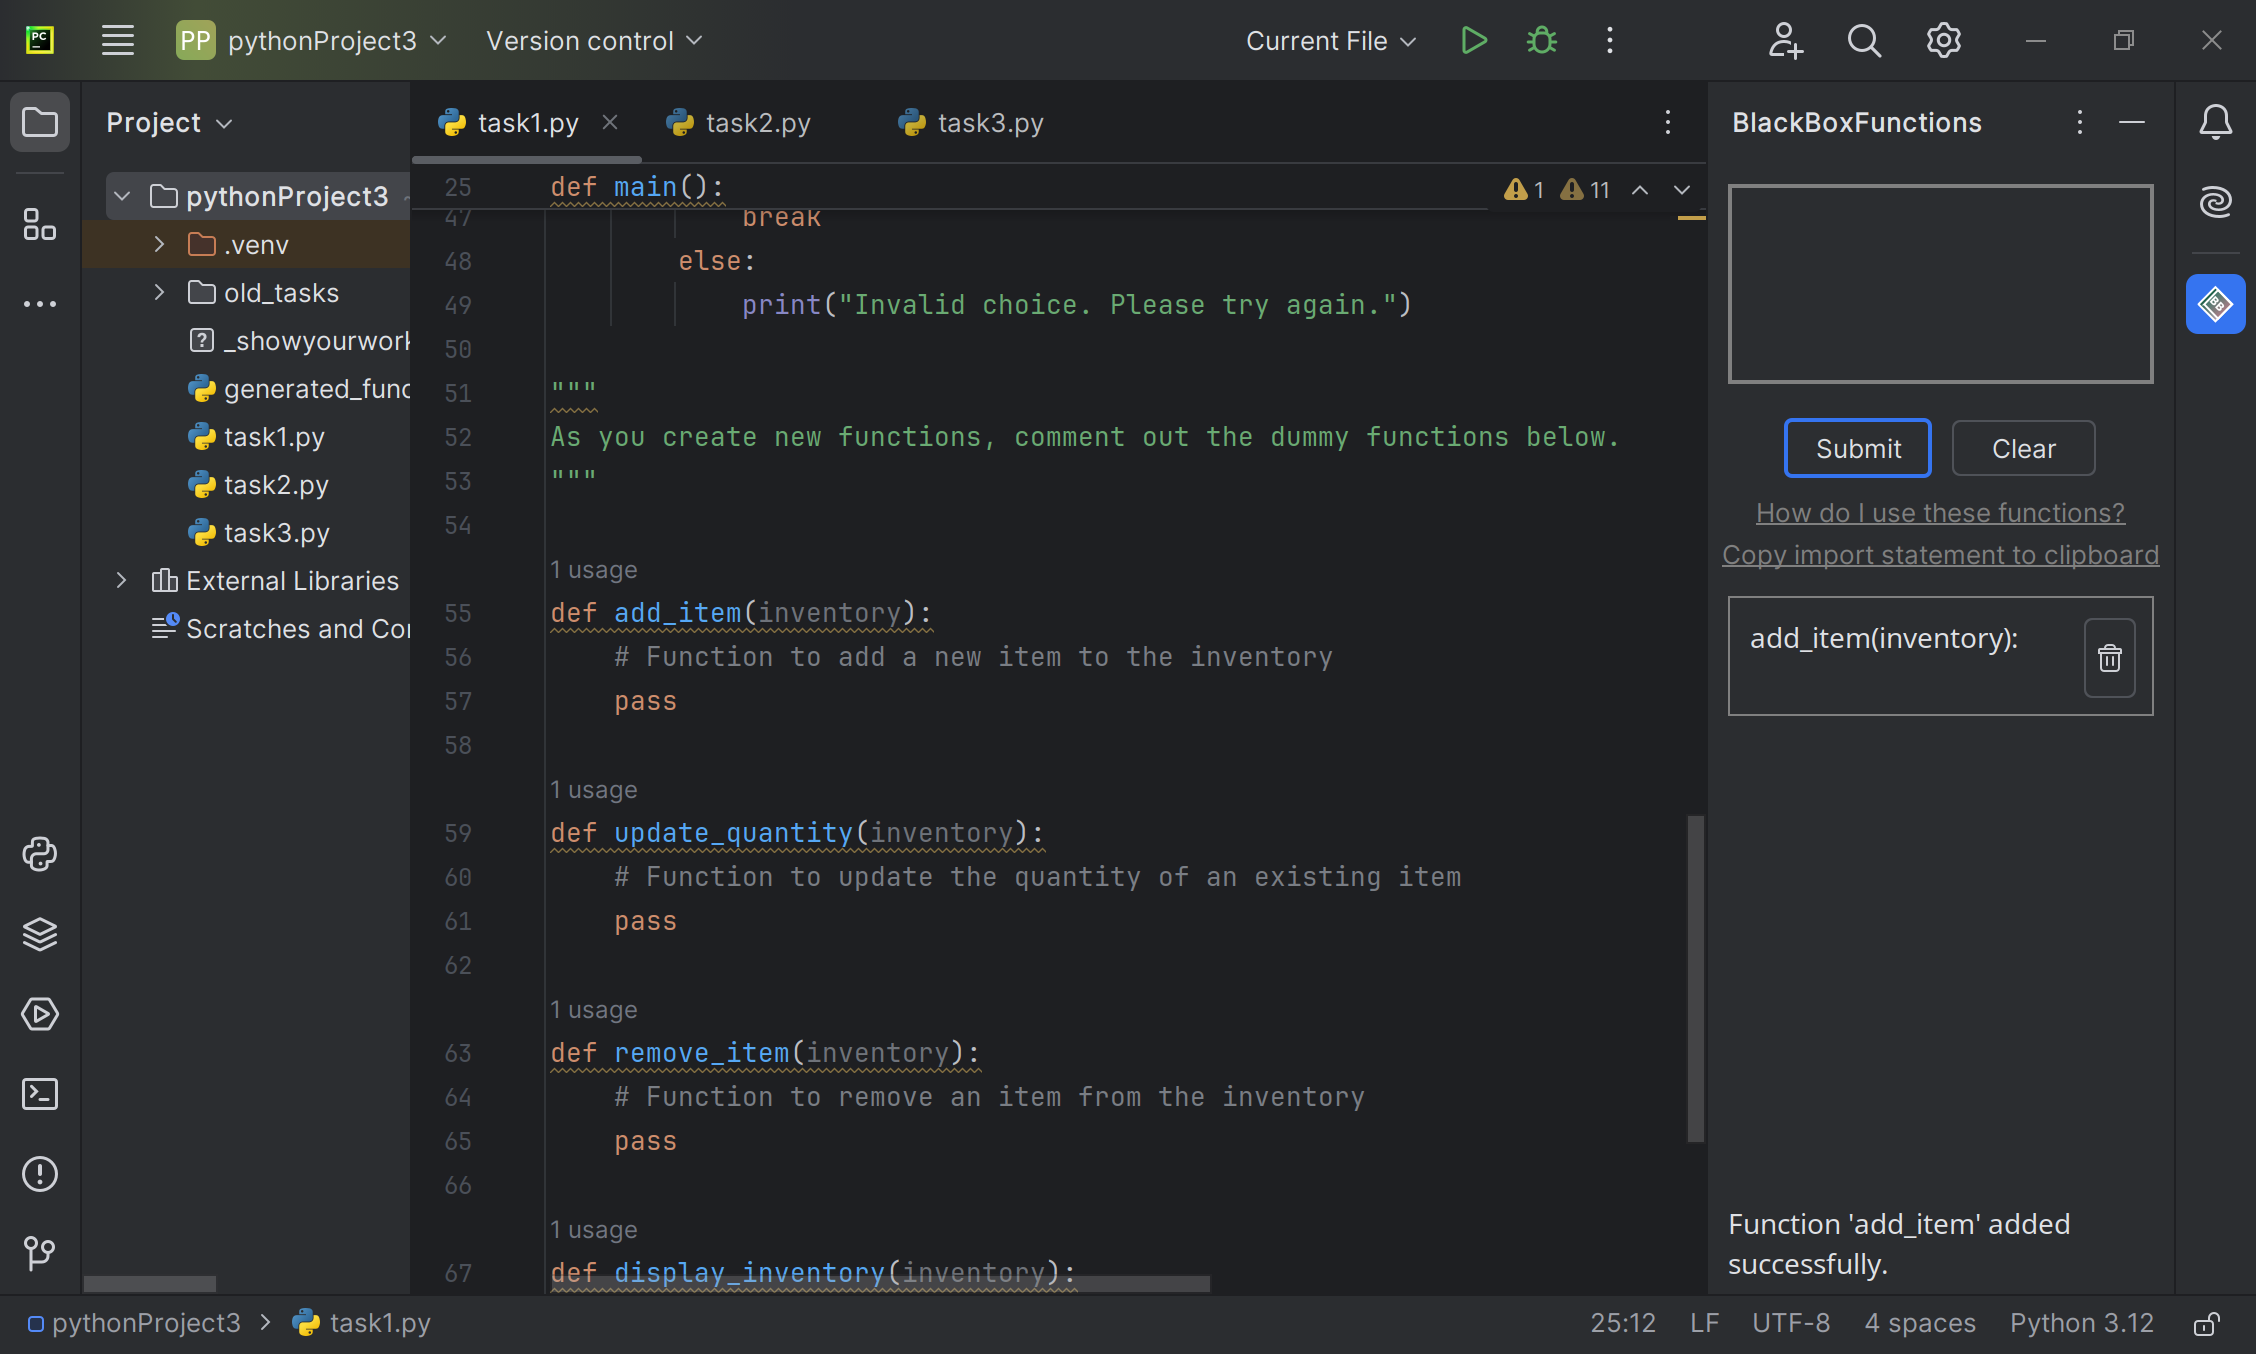 PC
PP pythonProject3
Version control
Current File
Project
pythonProject3
.venv
old_tasks
_showyourwork
generated_func
task1.py
task2.py
task3.py
External Libraries
Scratches and Con
task1.py
task2.py
task3.py
25 def main():
1 11
47 break
48 else:
49 print("Invalid choice. Please try again.")
50
51 """
52 As you create new functions, comment out the dummy functions below.
53 """
54
1 usage
55 def add_item(inventory):
56 # Function to add a new item to the inventory
57 pass
58
1 usage
59 def update_quantity(inventory):
60 # Function to update the quantity of an existing item
61 pass
62
1 usage
63 def remove_item(inventory):
64 # Function to remove an item from the inventory
65 pass
66
1 usage
67 def display_inventory(inventory):
BlackBoxFunctions
Submit
Clear
How do I use these functions?
Copy import statement to clipboard
add_item(inventory):
Function 'add_item' added
successfully.
BB
pythonProject3
task1.py
25:12
LF
UTF-8
4 spaces
Python 3.12